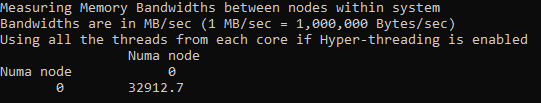 Measuring Memory Bandwidths between nodes within system
Bandwidths are in MB/sec (1 MB/sec = 1,000,000 Bytes/sec)
Using all the threads from each core if Hyper-threading is enabled
Numa node
Numa node 0
0 32912.7